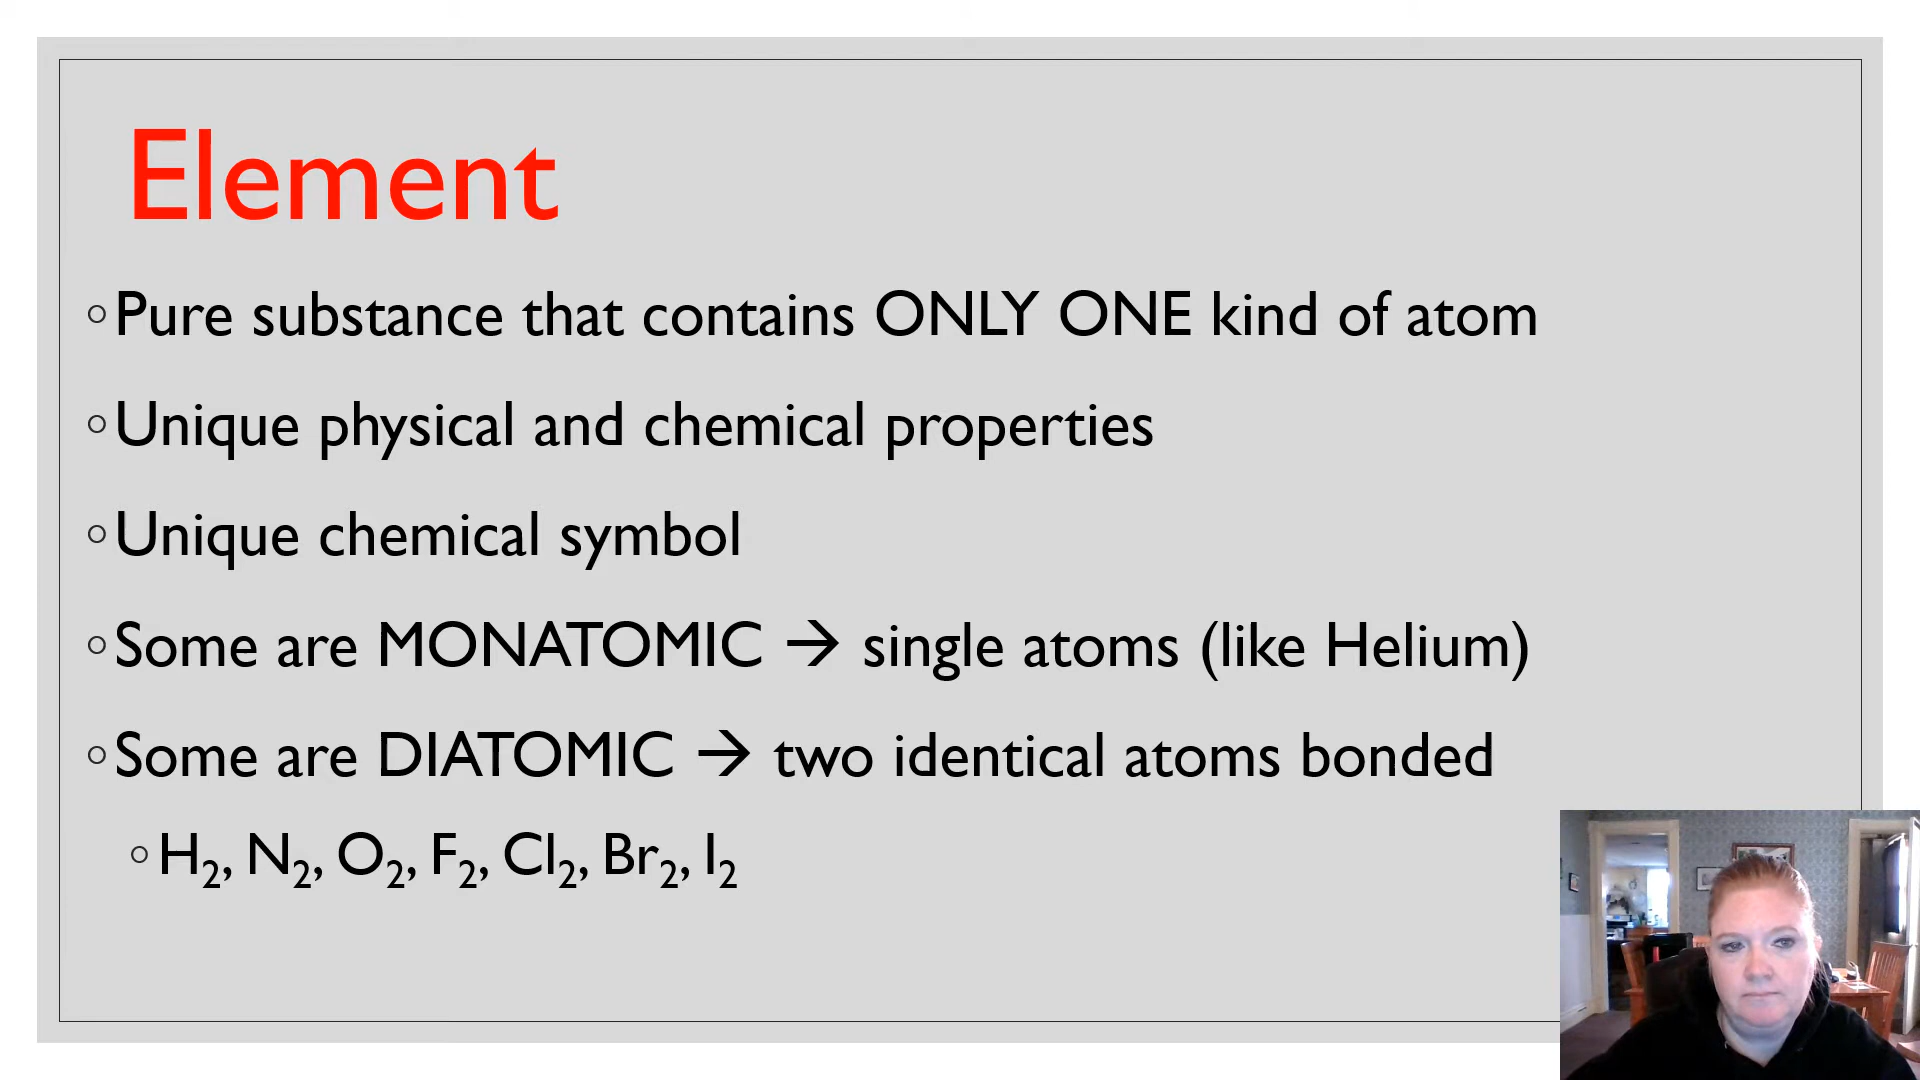 Element
◦Pure substance that contains ONLY ONE kind of atom
◦Unique physical and chemical properties
◦Unique chemical symbol
◦Some are MONATOMIC → single atoms (like Helium)
◦Some are DIATOMIC → two identical atoms bonded
◦H₂, N₂, O₂, F₂, Cl₂, Br₂, I₂